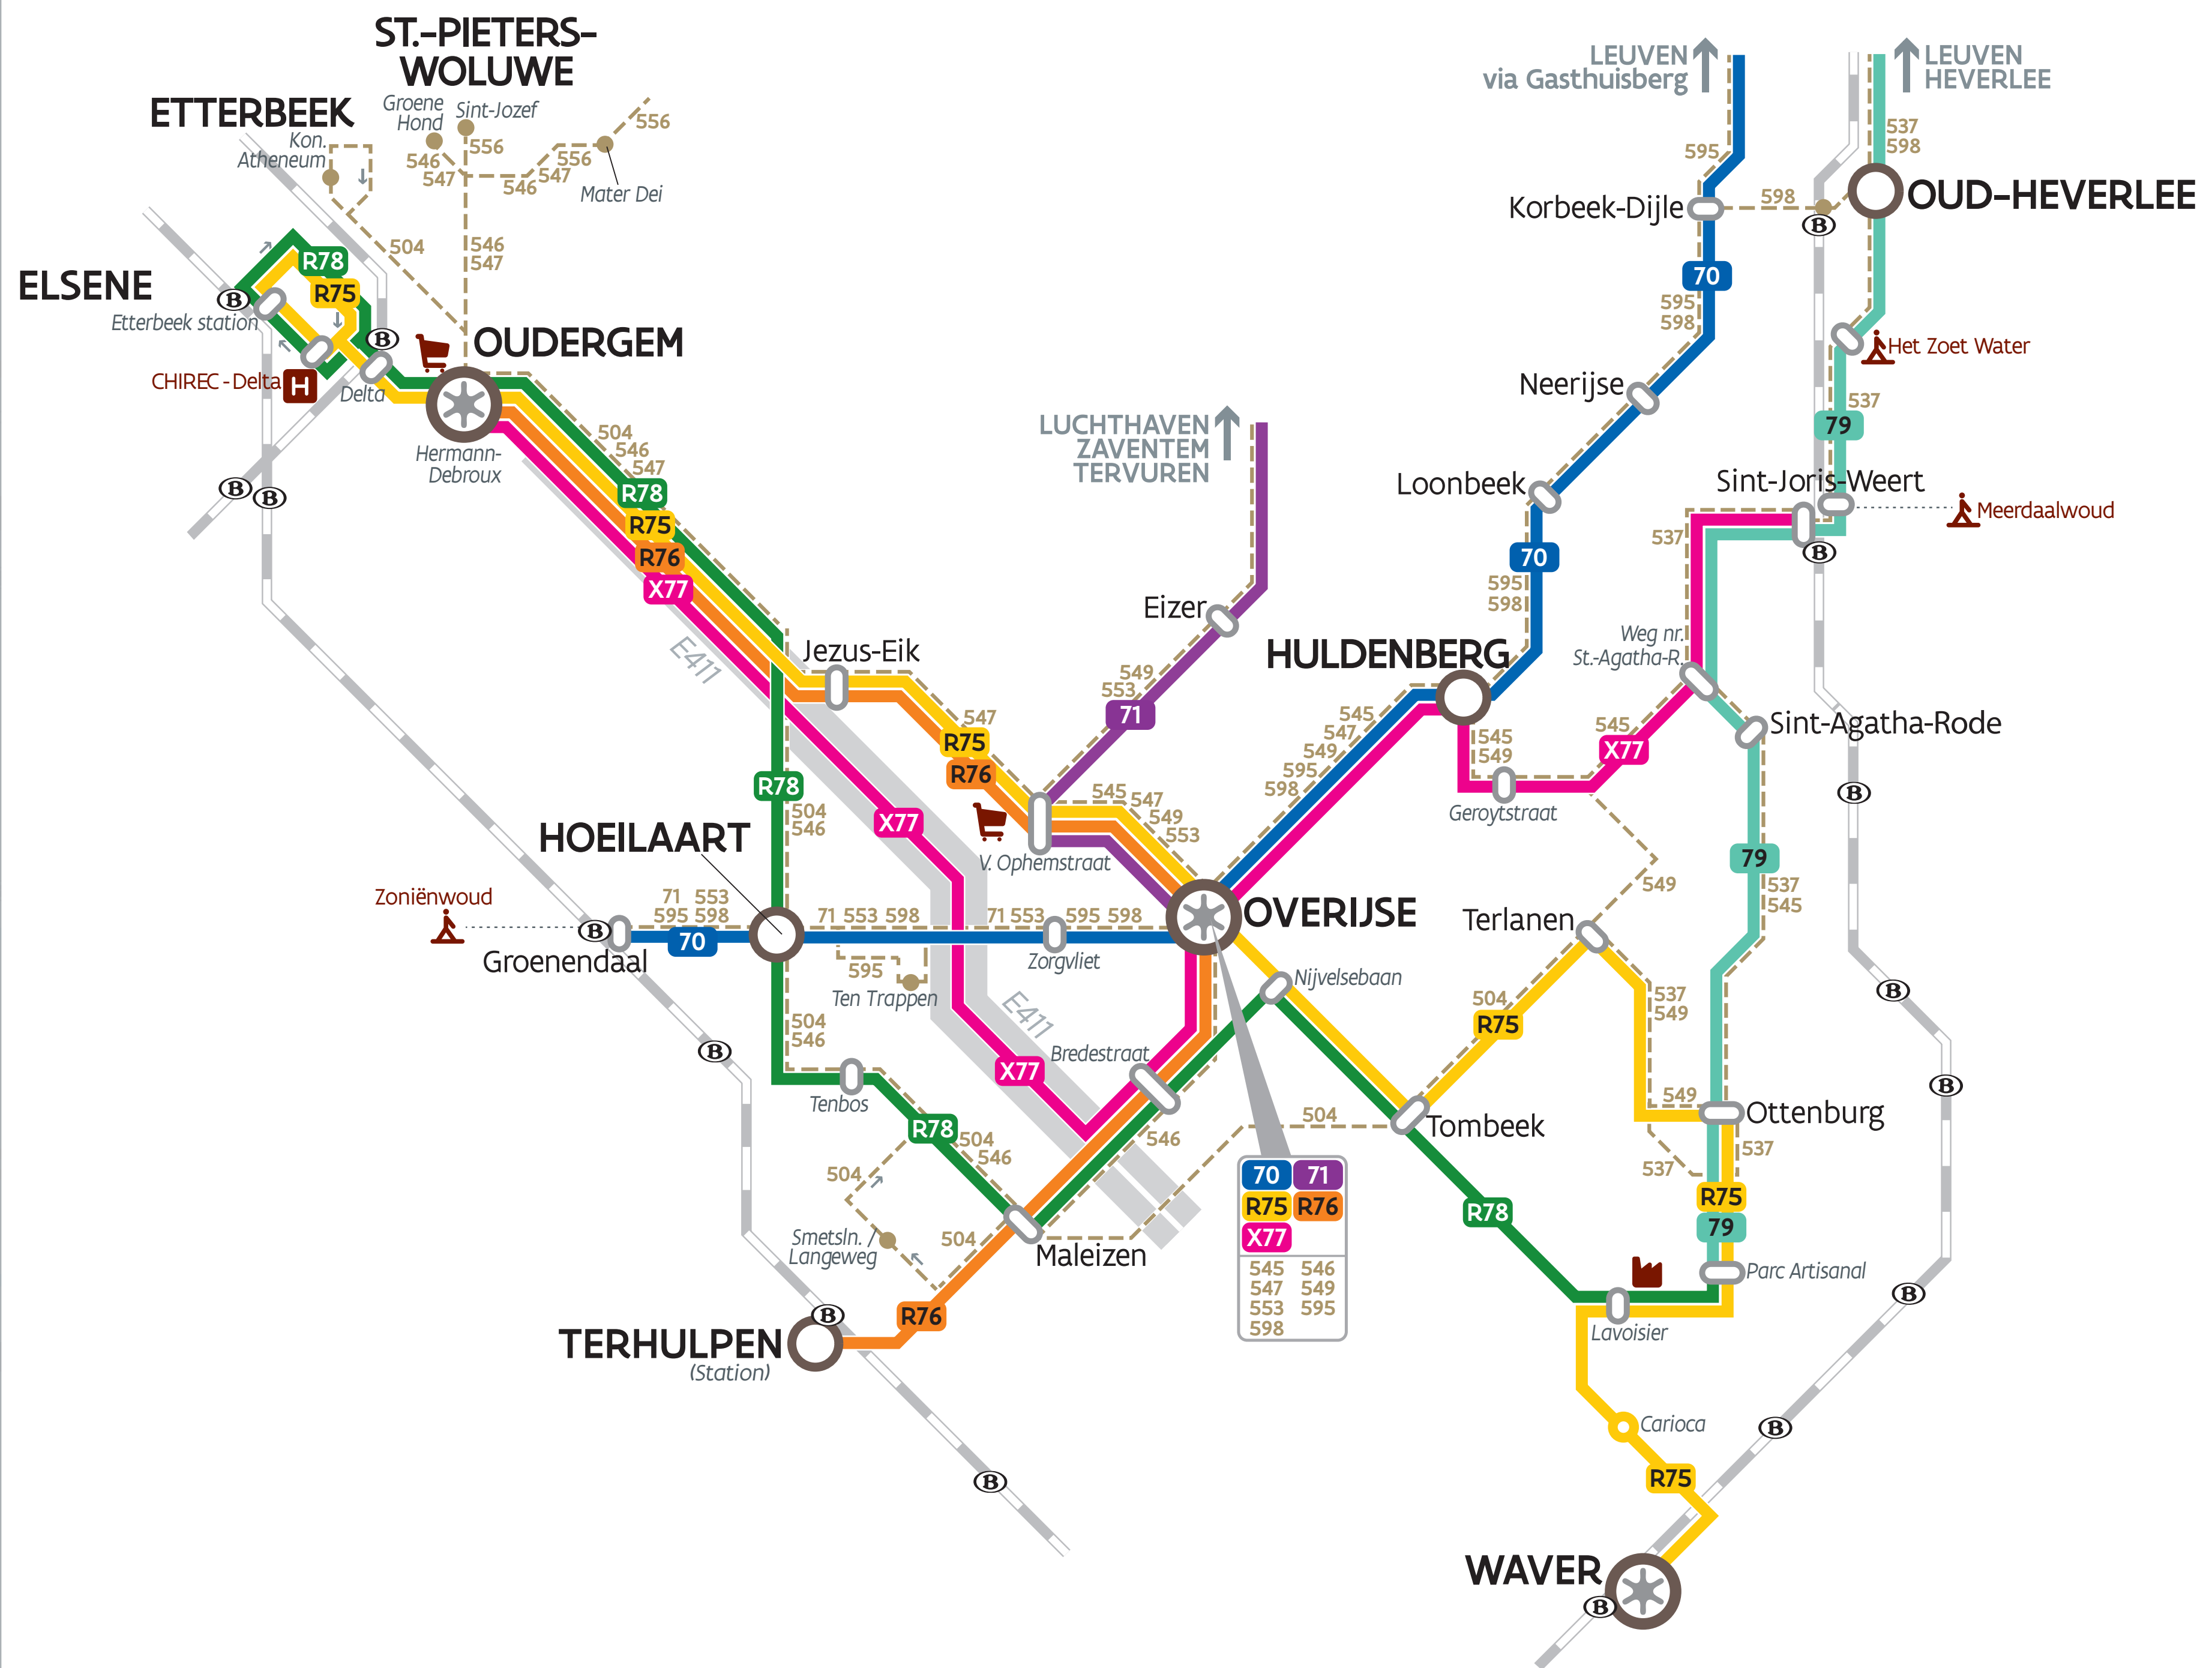 ST.-PIETERS-
WOLUWE
ETTERBEEK
Groene
Hond
Sint-Jozef
Kon.
Atheneum
556
556
546
547
556
547
546
Mater Dei
504
546
547
ELSENE
B
Etterbeek station
R78
R75
B
CHIREC-Delta
H
Delta
OUDERGEM
Hermann-
Debroux
B
B
504
546
547
R78
R75
R76
X77
E411
LEUVEN
via Gasthuisberg
LEUVEN
HEVERLEE
537
598
595
Korbeek-Dijle
598
B
OUD-HEVERLEE
70
595
598
Neerijse
Het Zoet Water
537
79
Loonbeek
Sint-Joris-Weert
Meerdaalwoud
B
537
70
595
598
LUCHTHAVEN
ZAVENTEM
TERVUREN
Eizer
549
553
71
HULDENBERG
Weg nr.
St.-Agatha-R.
Sint-Agatha-Rode
545
X77
545
549
Geroytstraat
545
547
549
595
598
B
Jezus-Eik
547
R75
R76
R78
504
546
X77
545
547
549
553
V. Ophemstraat
HOEILAART
Zoniënwoud
B
Groenendaal
71 553
595 598
70
71 553 598
71 553
595 598
Zorgvliet
595
Ten Trappen
OVERIJSE
79
537
545
549
Terlanen
Nijvelsebaan
B
504
546
B
E411
Bredestraat
X77
504
R75
537
549
549
Ottenburg
B
Tenbos
R78
504
546
546
504
Tombeek
537
537
504
Smetsln. /
Langeweg
504
Maleizen
70 71
R75 R76
X77
545 546
547 549
553 595
598
R78
R75
79
Parc Artisanal
B
B
TERHULPEN
(Station)
R76
Lavoisier
Carioca
B
R75
B
WAVER
B